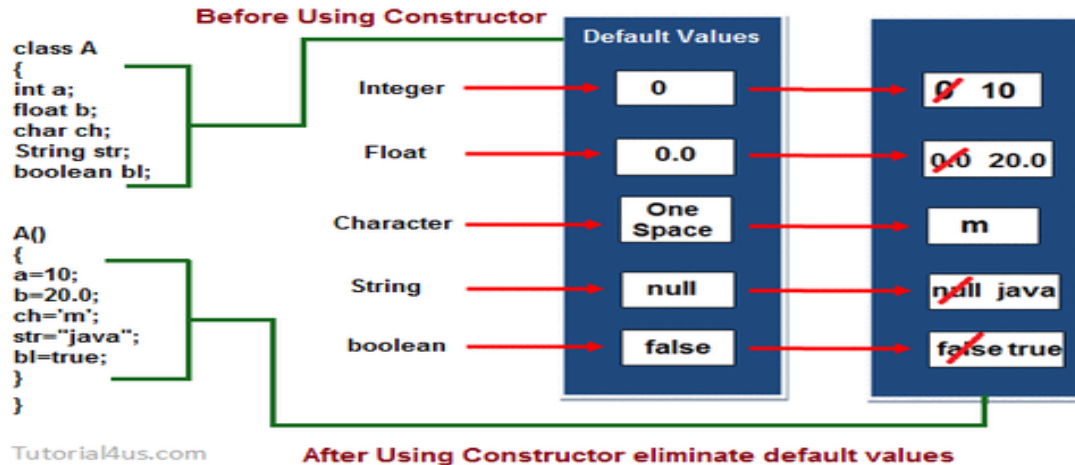 Before Using Constructor
class A
{
int a;
float b;
char ch;
String str;
boolean bl;
A()
{
a=10;
b=20.0;
ch='m';
str="java";
bl=true;
}
}
Default Values
Integer
0
0 10
Float
0.0
0.0 20.0
Character
One
Space
m
String
null
null java
boolean
false
false true
Tutorial4us.com
After Using Constructor eliminate default values